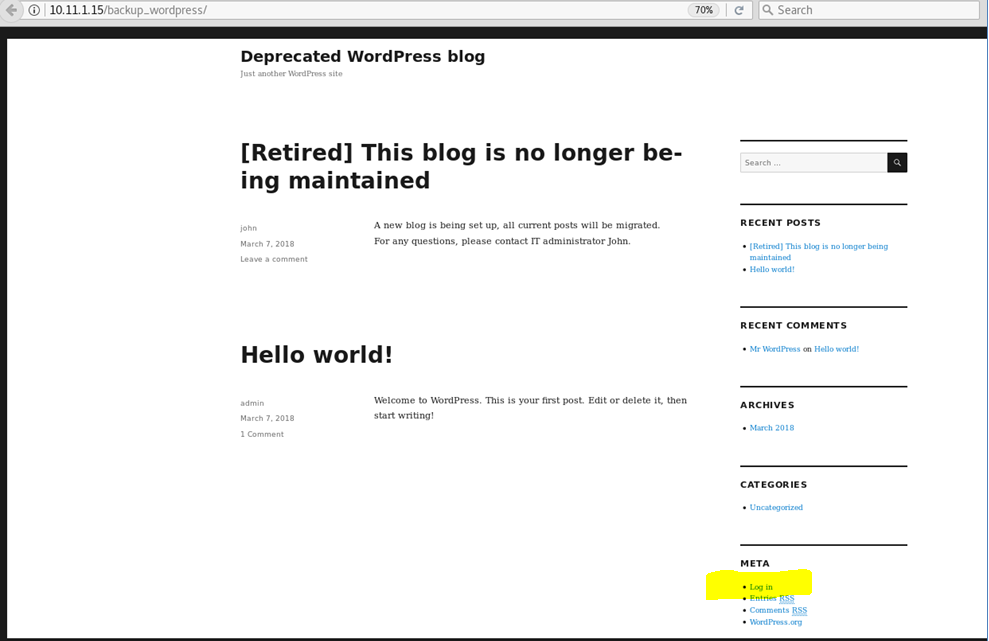 10.11.1.15/backup_wordpress/
70%
Search
Deprecated WordPress blog
Just another WordPress site
[Retired] This blog is no longer be-
ing maintained
john
March 7, 2018
Leave a comment
A new blog is being set up, all current posts will be migrated.
For any questions, please contact IT administrator John.
Hello world!
admin
March 7, 2018
1 Comment
Welcome to WordPress. This is your first post. Edit or delete it, then
start writing!
Search ...
RECENT POSTS
[Retired] This blog is no longer being
maintained
Hello world!
RECENT COMMENTS
Mr WordPress on Hello world!
ARCHIVES
March 2018
CATEGORIES
Uncategorized
META
Log in
Entries RSS
Comments RSS
WordPress.org